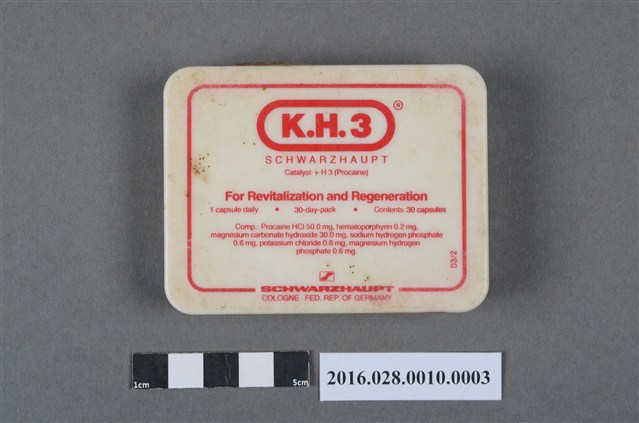 K.H.3®
SCHWARZHAUPT
Catalyst + H3 (Procaine)
For Revitalization and Regeneration
1 capsule daily • 30-day-pack • Contents 30 capsules
Comp.: Procaine HCl 50.0 mg, hematoporphyrin 0.2 mg,
magnesium carbonate hydroxide 30.0 mg, sodium hydrogen phosphate
0.6 mg, potassium chloride 0.6 mg, magnesium hydrogen
phosphate 0.6 mg.
03/2
SCHWARZHAUPT
COLOGNE · FED. REP. OF GERMANY
1cm 5cm
2016.028.0010.0003